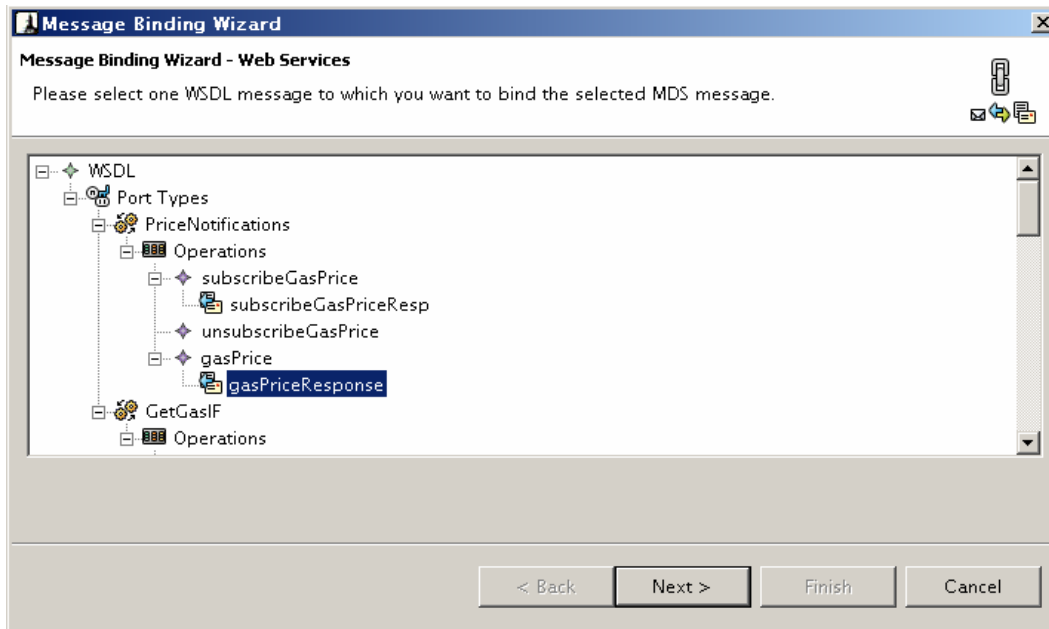 Message Binding Wizard
Message Binding Wizard - Web Services
Please select one WSDL message to which you want to bind the selected MDS message.
WSDL
Port Types
PriceNotifications
Operations
subscribeGasPrice
subscribeGasPriceResp
unsubscribeGasPrice
gasPrice
gasPriceResponse
GetGasIF
Operations
< Back Next > Finish Cancel